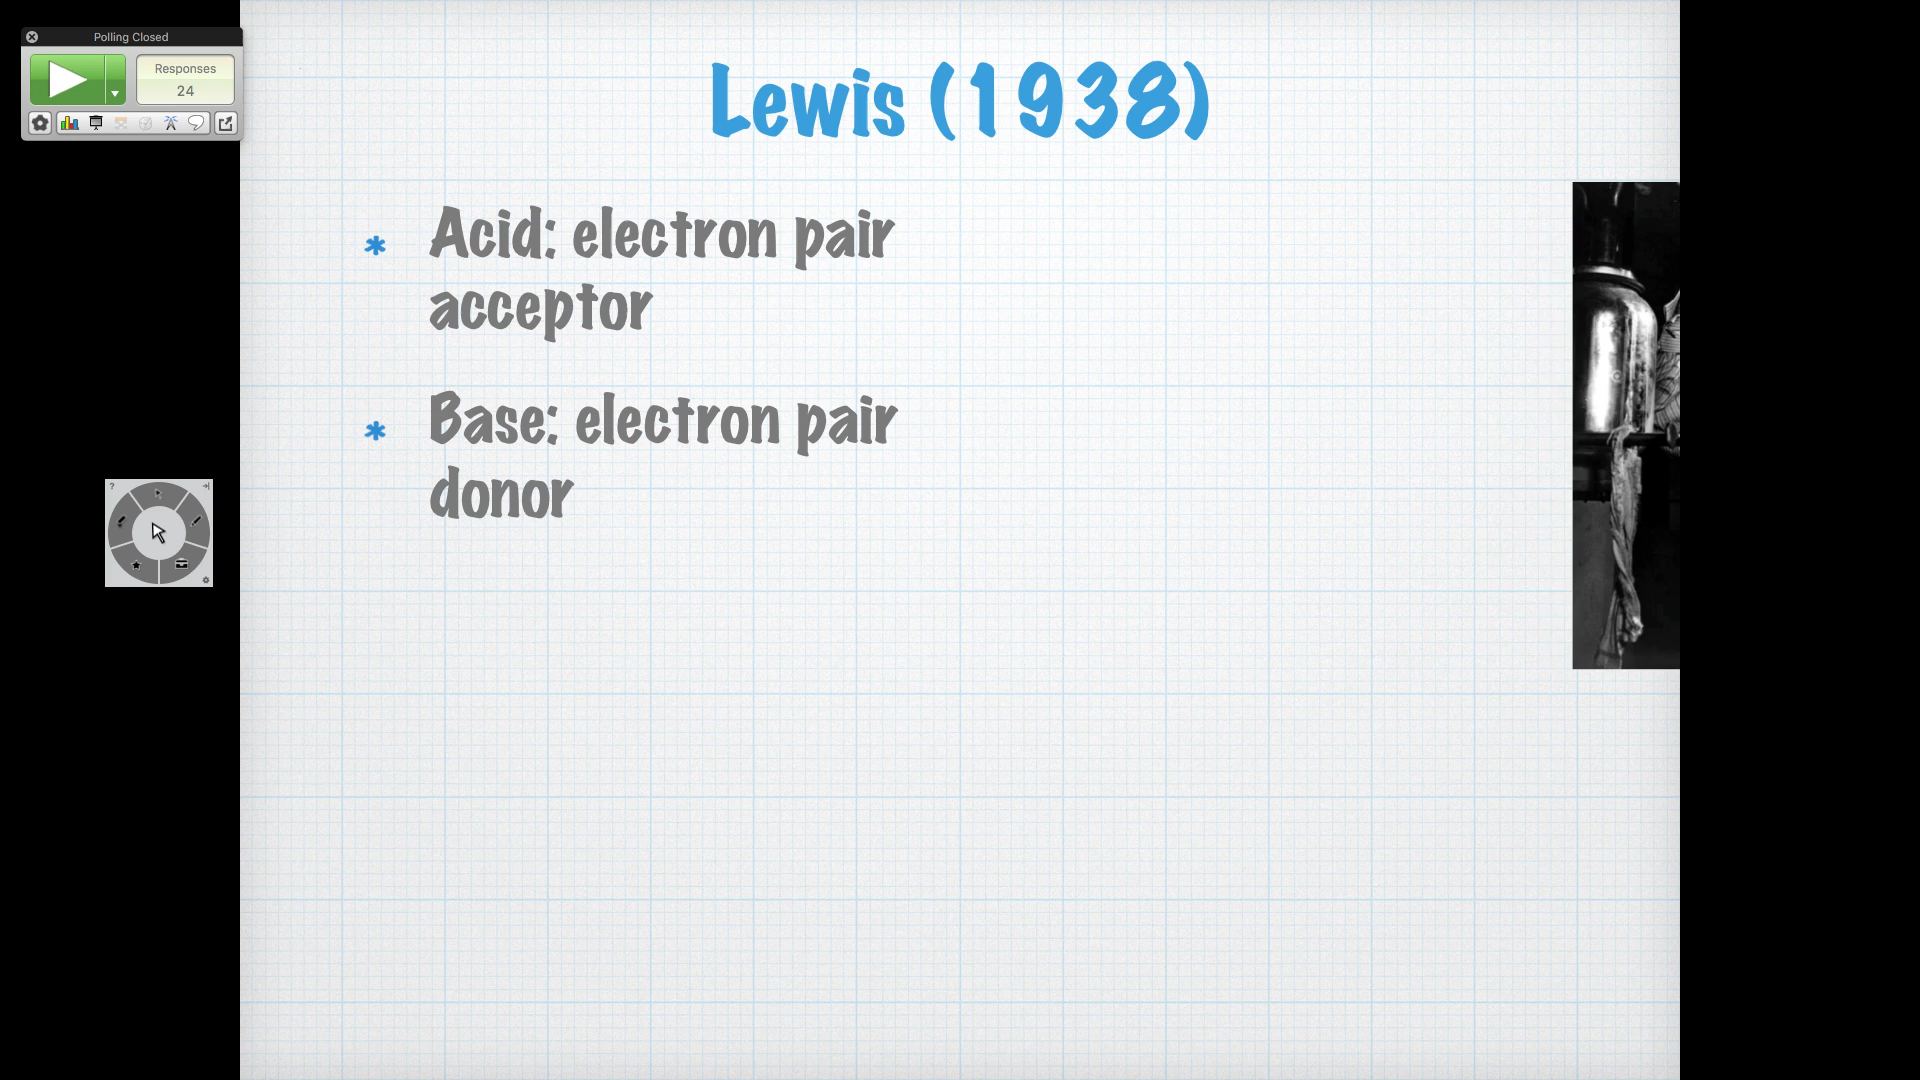 Polling Closed
Responses
24
Lewis (1938)
* Acid: electron pair
acceptor
* Base: electron pair
donor
?